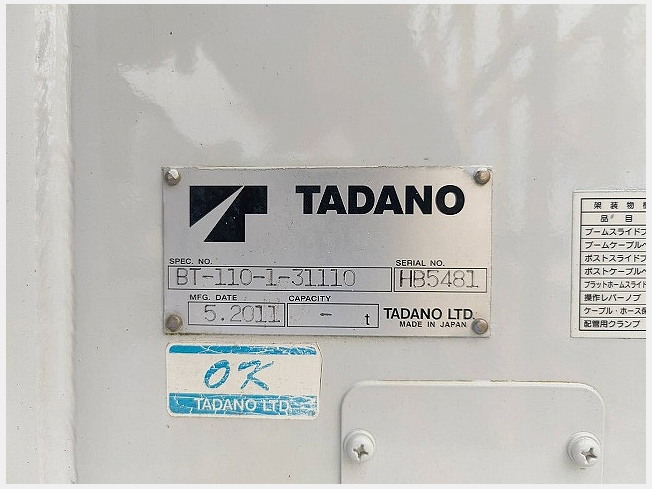 TADANO
SPEC. NO.
SERIAL NO.
BT-110-1-31110
HB5481
MFG. DATE
CAPACITY
5.2011
- t
TADANO LTD.
MADE IN JAPAN
OK
TADANO LTD.
架 装 物
品 目
ブームスライド
ブームケーブル
ポストスライド
ポストケーブル
プラットホームスライド
操作レバーノブ
ケーブル・ホース
配管用クランプ